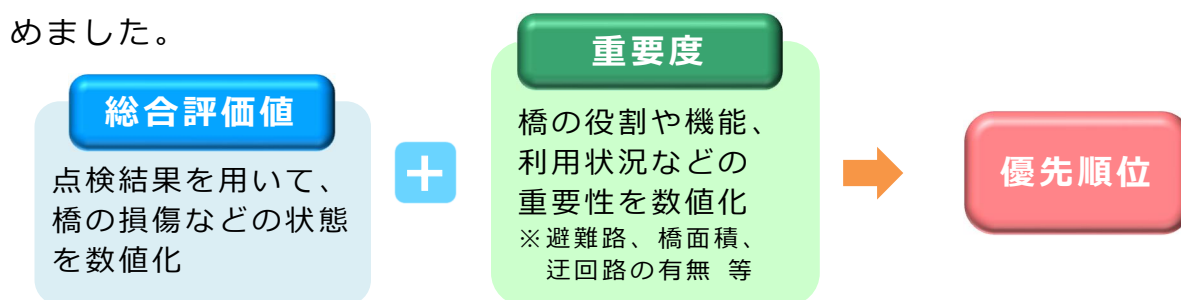 めました。
総合評価値
点検結果を用いて、
橋の損傷などの状態
を数値化
+
重要度
橋の役割や機能、
利用状況などの
重要性を数値化
※避難路、橋面積、
迂回路の有無 等
優先順位